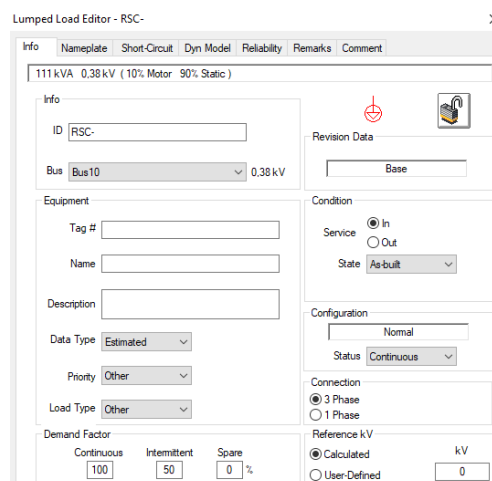 Lumped Load Editor - RSC-
Info Nameplate Short-Circuit Dyn Model Reliability Remarks Comment
111 kVA 0,38 kV ( 10% Motor 90% Static )
Info
ID RSC-
Bus Bus10 0,38 kV
Revision Data
Base
Equipment
Tag #
Name
Description
Data Type Estimated
Priority Other
Load Type Other
Condition
Service In
Out
State As-built
Configuration
Normal
Status Continuous
Connection
3 Phase
1 Phase
Demand Factor
Continuous Intermittent Spare
100 50 0 %
Reference kV
Calculated kV
User-Defined 0